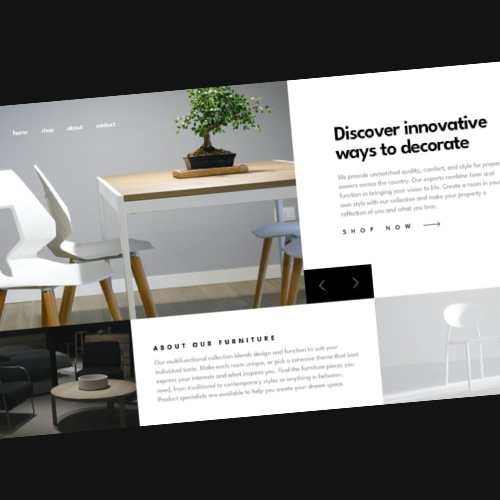 home shop about contact
Discover innovative
ways to decorate
We provide unmatched quality, comfort, and style for property
owners across the country. Our experts combine form and
function in bringing your vision to life. Create a room in your
own style with our collection and make your property a
reflection of you and what you love.
SHOP NOW
ABOUT OUR FURNITURE
Our multifunctional collection blends design and function to suit your
individual taste. Make each room unique, or pick a cohesive theme that best
express your interests and what inspires you. Find the furniture pieces you
need, from traditional to contemporary styles or anything in between.
Product specialists are available to help you create your dream space.